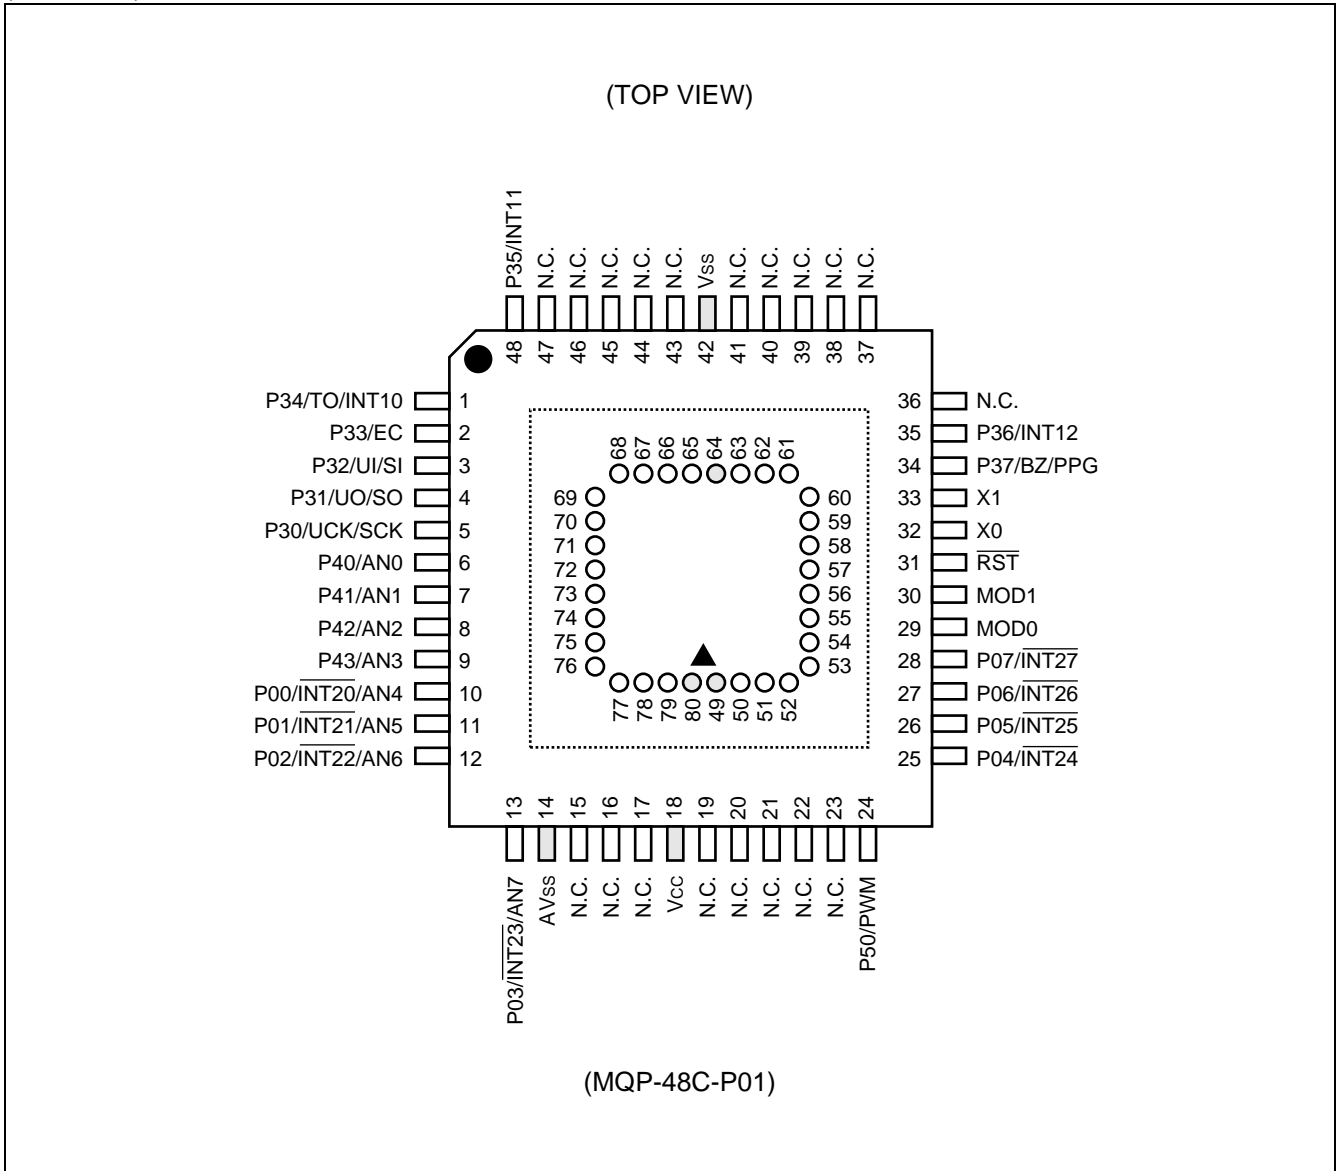 (TOP VIEW)
P35/INT11
N.C.
N.C.
N.C.
N.C.
N.C.
Vss
N.C.
N.C.
N.C.
N.C.
N.C.
48
47
46
45
44
43
42
41
40
39
38
37
P34/TO/INT10 1
P33/EC 2
P32/UI/SI 3
P31/UO/SO 4
P30/UCK/SCK 5
P40/AN0 6
P41/AN1 7
P42/AN2 8
P43/AN3 9
P00/INT20/AN4 10
P01/INT21/AN5 11
P02/INT22/AN6 12
36 N.C.
35 P36/INT12
34 P37/BZ/PPG
33 X1
32 X0
31 RST
30 MOD1
29 MOD0
28 P07/INT27
27 P06/INT26
26 P05/INT25
25 P04/INT24
68
67
66
65
64
63
62
61
69
70
71
72
73
74
75
76
60
59
58
57
56
55
54
53
77
78
79
80
49
50
51
52
13
14
15
16
17
18
19
20
21
22
23
24
P03/INT23/AN7
AVss
N.C.
N.C.
N.C.
Vcc
N.C.
N.C.
N.C.
N.C.
N.C.
P50/PWM
(MQP-48C-P01)